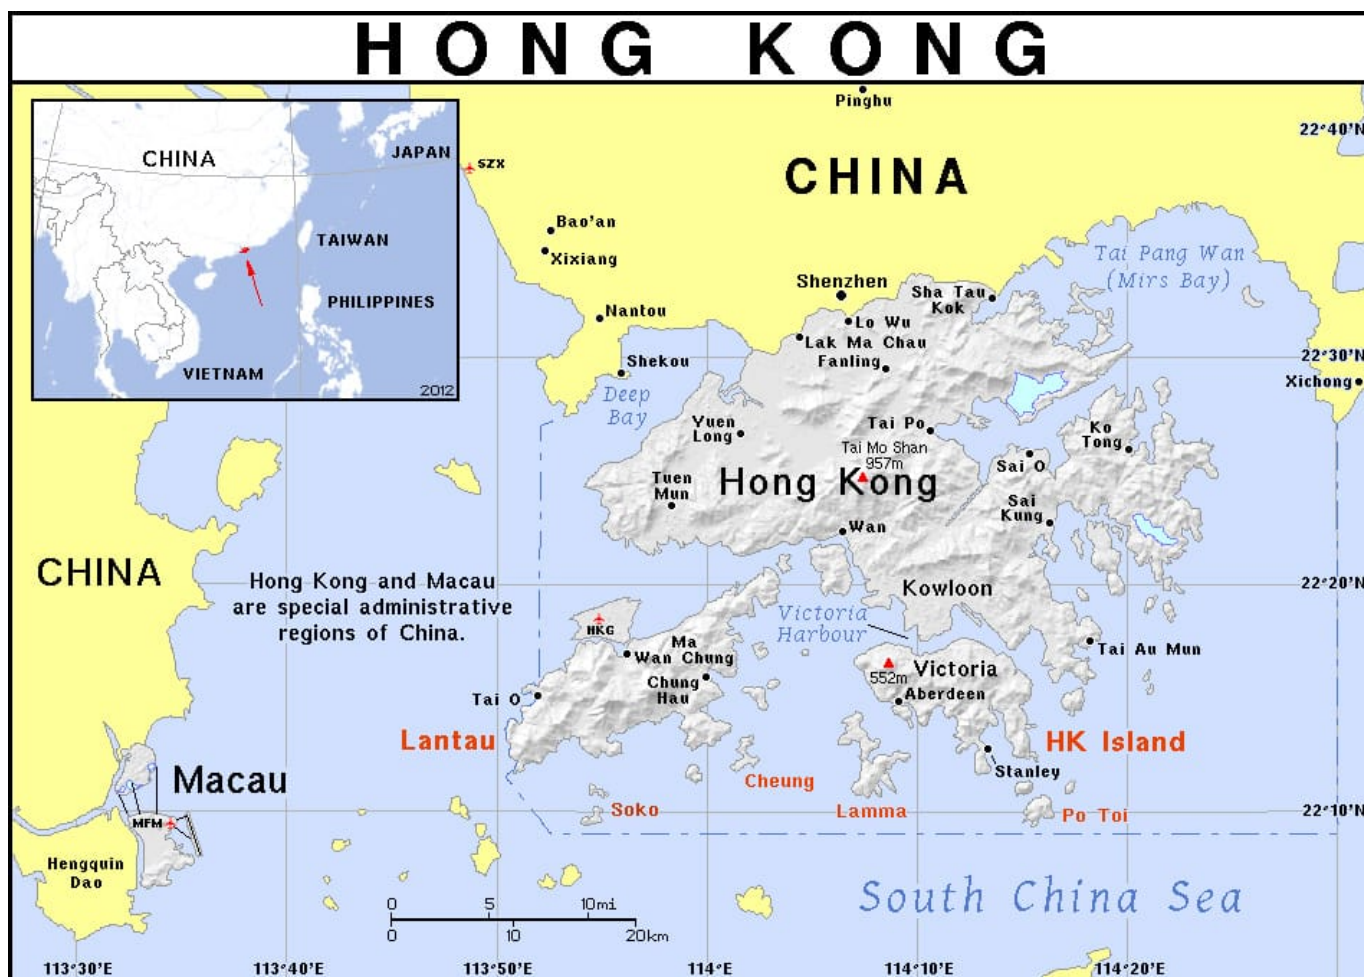 HONG KONG
CHINA
JAPAN
TAIWAN
PHILIPPINES
VIETNAM
2012
Pinghu
22°40'N
SZX
CHINA
Bao'an
Xixiang
Tai Pang Wan
(Mirs Bay)
Shenzhen
Sha Tau
Kok
Nantou
Lo Wu
Lak Ma Chau
Fanling
Shekou
22°30'N
Xichong
Deep
Bay
Yuen
Long
Tai Po
Ko
Tong
Tai Mo Shan
957m
Sai O
Tuen
Mun
Hong Kong
Sai
Kung
Wan
CHINA
Hong Kong and Macau
are special administrative
regions of China.
Kowloon
22°20'N
Victoria
Harbour
HKG
Ma
Wan Chung
Tai Au Mun
Victoria
552m
Chung
Hau
Aberdeen
Tai O
Lantau
HK Island
Stanley
Macau
Cheung
Soko
Lamma
Po Toi
22°10'N
MFM
Hengquin
Dao
South China Sea
0 5 10mi
0 10 20km
113°30'E 113°40'E 113°50'E 114°E 114°10'E 114°20'E